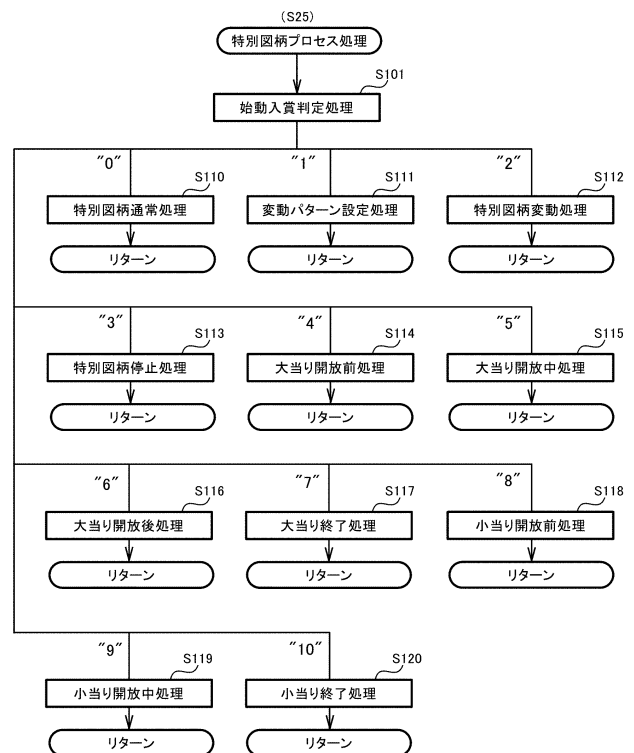 (S25)
特別図柄プロセス処理
S101
始動入賞判定処理
"0"
"1"
"2"
S110
S111
S112
特別図柄通常処理
変動パターン設定処理
特別図柄変動処理
リターン
リターン
リターン
"3"
"4"
"5"
S113
S114
S115
特別図柄停止処理
大当り開放前処理
大当り開放中処理
リターン
リターン
リターン
"6"
"7"
"8"
S116
S117
S118
大当り開放後処理
大当り終了処理
小当り開放前処理
リターン
リターン
リターン
"9"
"10"
S119
S120
小当り開放中処理
小当り終了処理
リターン
リターン